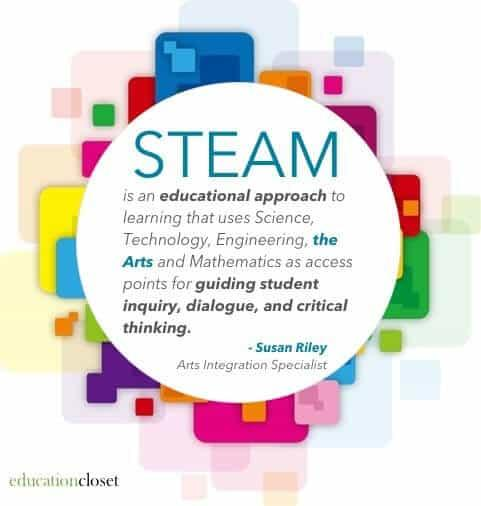 STEAM
is an educational approach to
learning that uses Science,
Technology, Engineering, the
Arts and Mathematics as access
points for guiding student
inquiry, dialogue, and critical
thinking.
- Susan Riley
Arts Integration Specialist
educationcloset